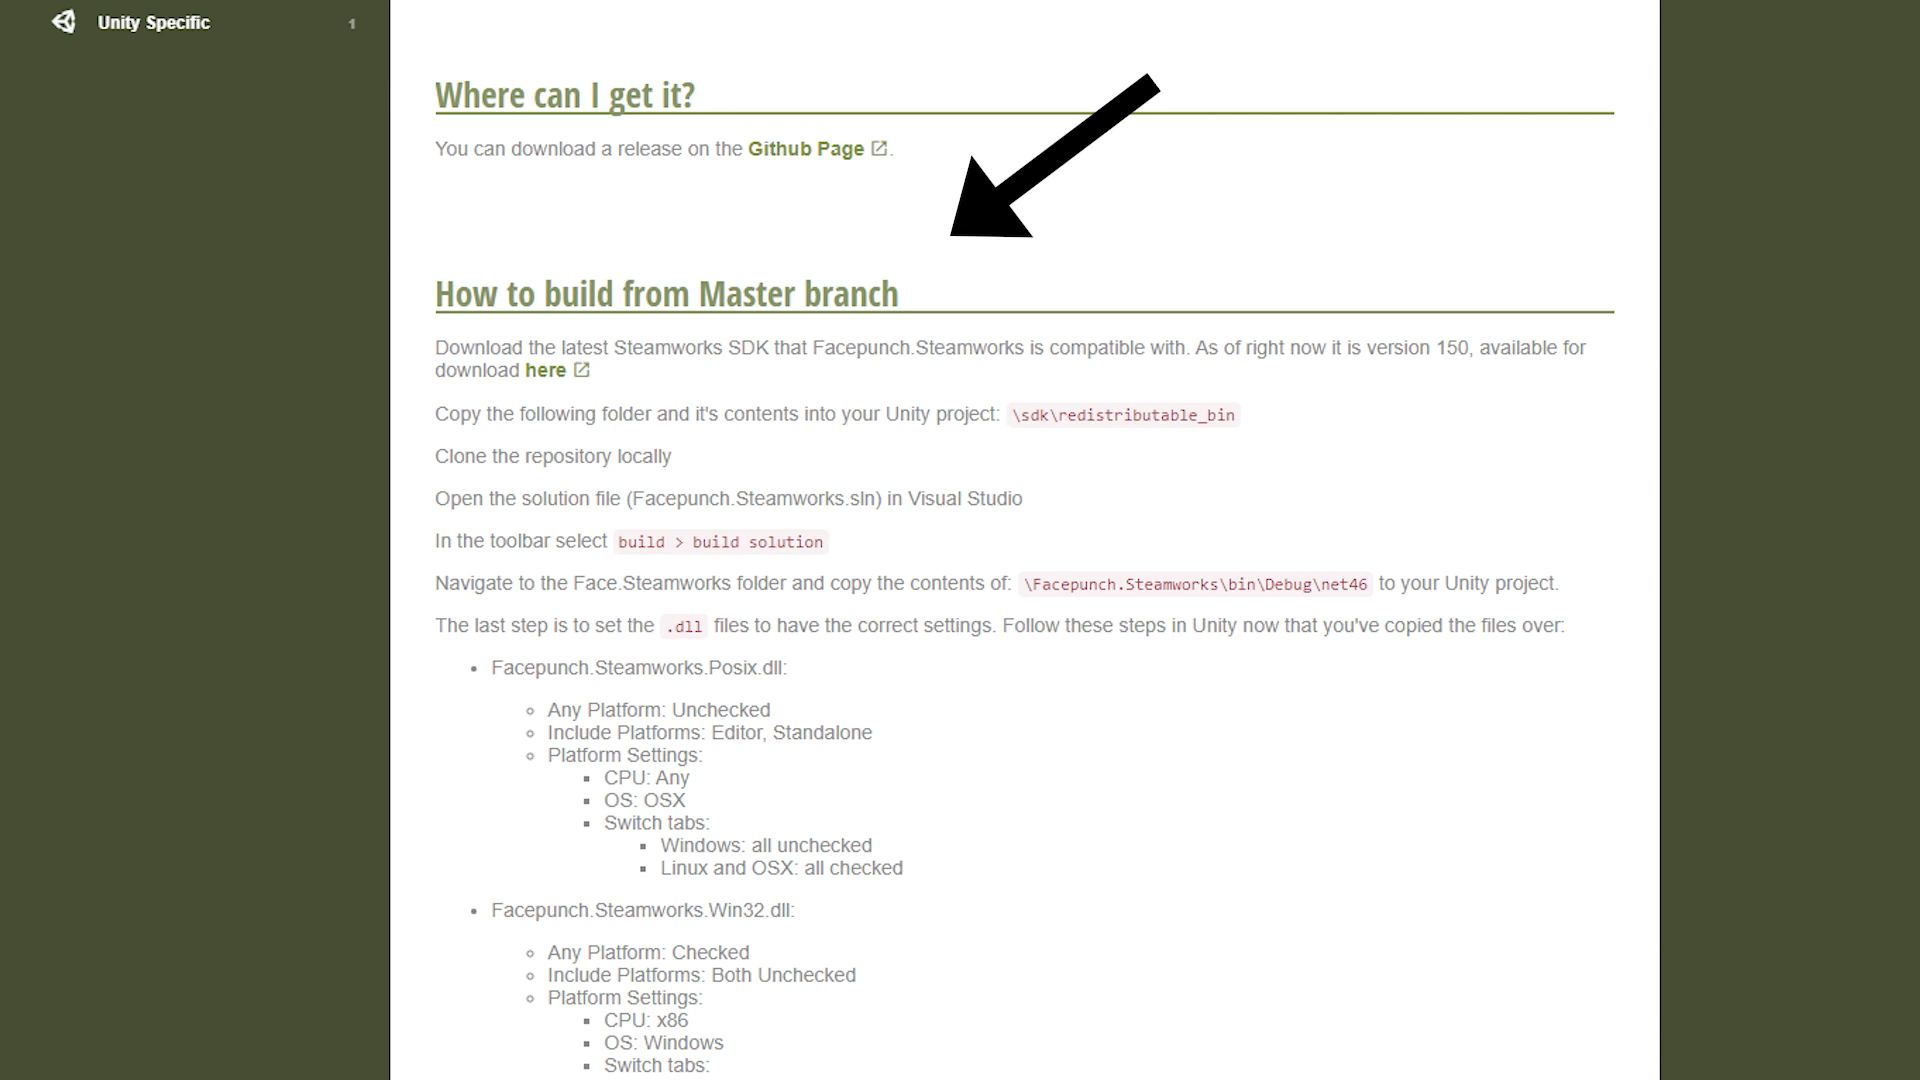 Unity Specific 1
Where can I get it?
You can download a release on the Github Page.
How to build from Master branch
Download the latest Steamworks SDK that Facepunch.Steamworks is compatible with. As of right now it is version 150, available for
download here
Copy the following folder and it's contents into your Unity project: \sdk\redistributable_bin
Clone the repository locally
Open the solution file (Facepunch.Steamworks.sln) in Visual Studio
In the toolbar select build > build solution
Navigate to the Face.Steamworks folder and copy the contents of: \Facepunch.Steamworks\bin\Debug\net46 to your Unity project.
The last step is to set the .dll files to have the correct settings. Follow these steps in Unity now that you've copied the files over:
Facepunch.Steamworks.Posix.dll:
Any Platform: Unchecked
Include Platforms: Editor, Standalone
Platform Settings:
CPU: Any
OS: OSX
Switch tabs:
Windows: all unchecked
Linux and OSX: all checked
Facepunch.Steamworks.Win32.dll:
Any Platform: Checked
Include Platforms: Both Unchecked
Platform Settings:
CPU: x86
OS: Windows
Switch tabs: